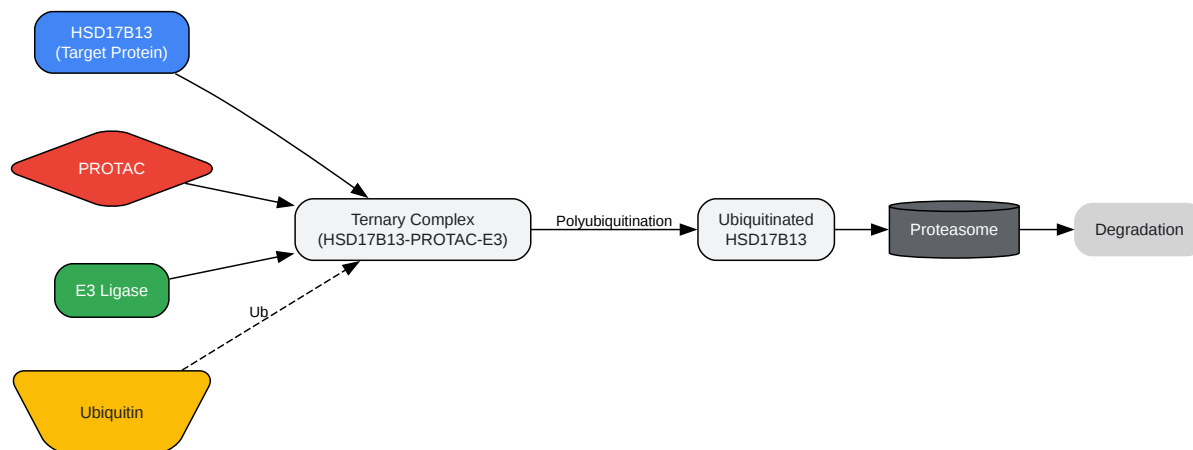 HSD17B13
(Target Protein)
PROTAC
E3 Ligase
Ub
Ubiquitin
Ternary Complex
(HSD17B13-PROTAC-E3)
Polyubiquitination
Ubiquitinated
HSD17B13
Proteasome
Degradation